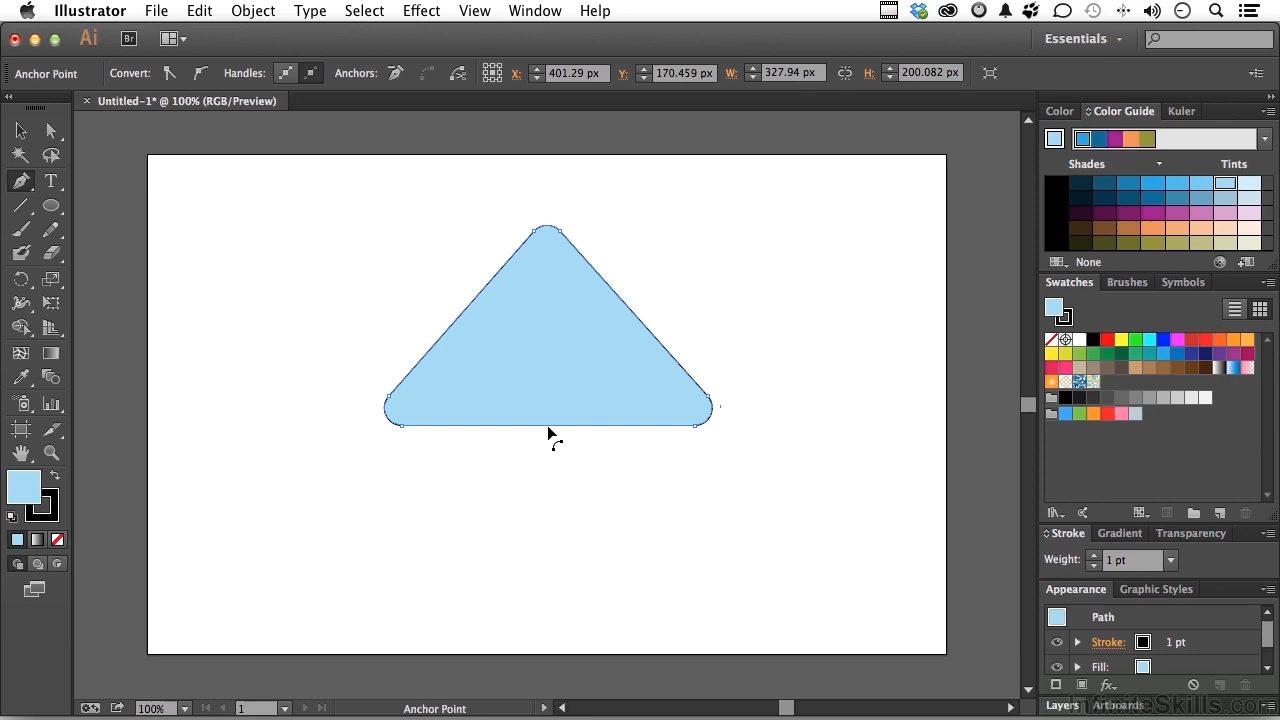 Illustrator File Edit Object Type Select Effect View Window Help
Ai Br Essentials
Anchor Point Convert: Handles: Anchors: X: 401.29 px Y: 170.459 px W: 327.94 px H: 200.082 px
Untitled-1* @ 100% (RGB/Preview)
Color Color Guide Kuler
Shades Tints
None
Swatches Brushes Symbols
T
Stroke Gradient Transparency
Weight: 1 pt
Appearance Graphic Styles
Path
Stroke: 1 pt
Fill:
fx
Layers Artboards
100% 1 Anchor Point
InfiniteSkills.com